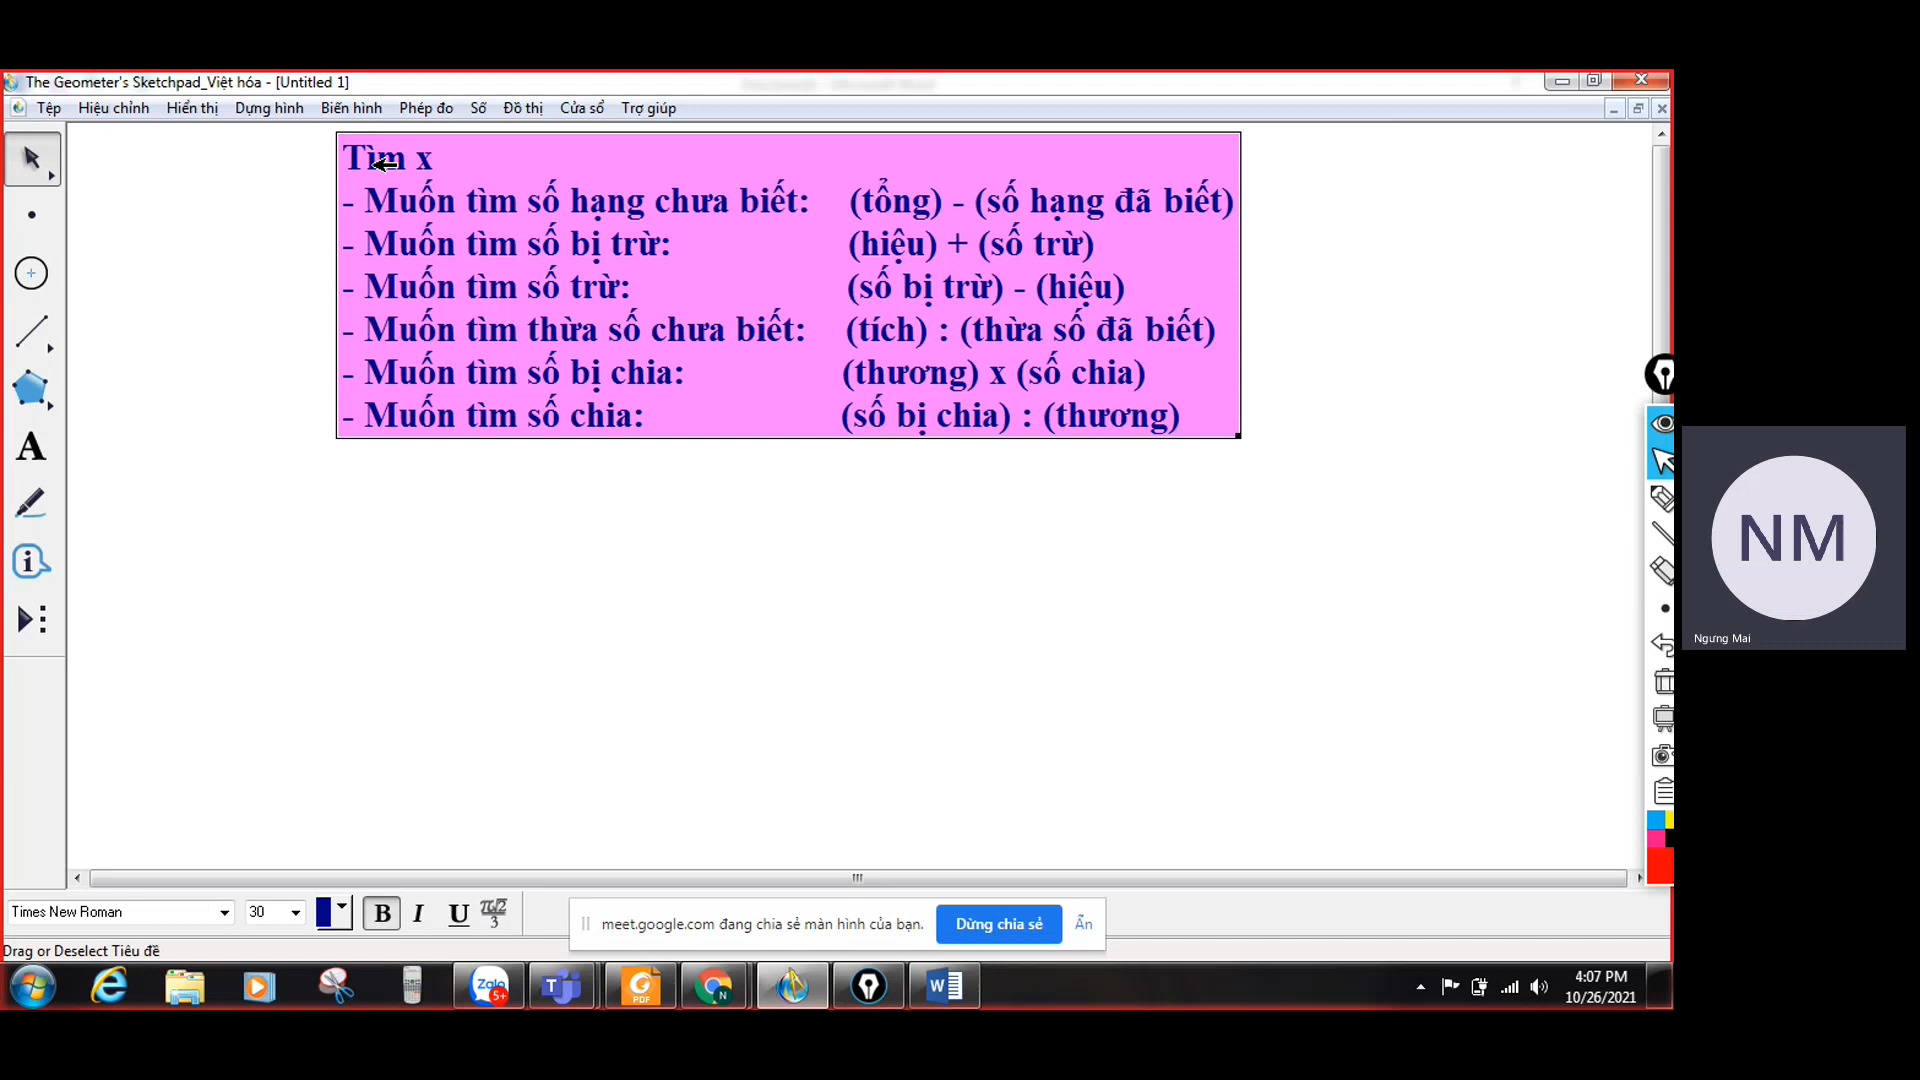 The Geometer's Sketchpad_Việt hóa - [Untitled 1]
Tệp Hiệu chỉnh Hiển thị Dựng hình Biến hình Phép đo Số Đồ thị Cửa sổ Trợ giúp
Tìm x
- Muốn tìm số hạng chưa biết: (tổng) - (số hạng đã biết)
- Muốn tìm số bị trừ: (hiệu) + (số trừ)
- Muốn tìm số trừ: (số bị trừ) - (hiệu)
- Muốn tìm thừa số chưa biết: (tích) : (thừa số đã biết)
- Muốn tìm số bị chia: (thương) x (số chia)
- Muốn tìm số chia: (số bị chia) : (thương)
A
NM
Ngưng Mai
Times New Roman 30 B I U
meet.google.com đang chia sẻ màn hình của bạn. Dừng chia sẻ Ẩn
Drag or Deselect Tiêu đề
Zalo 5+ T PDF N W
4:07 PM
10/26/2021